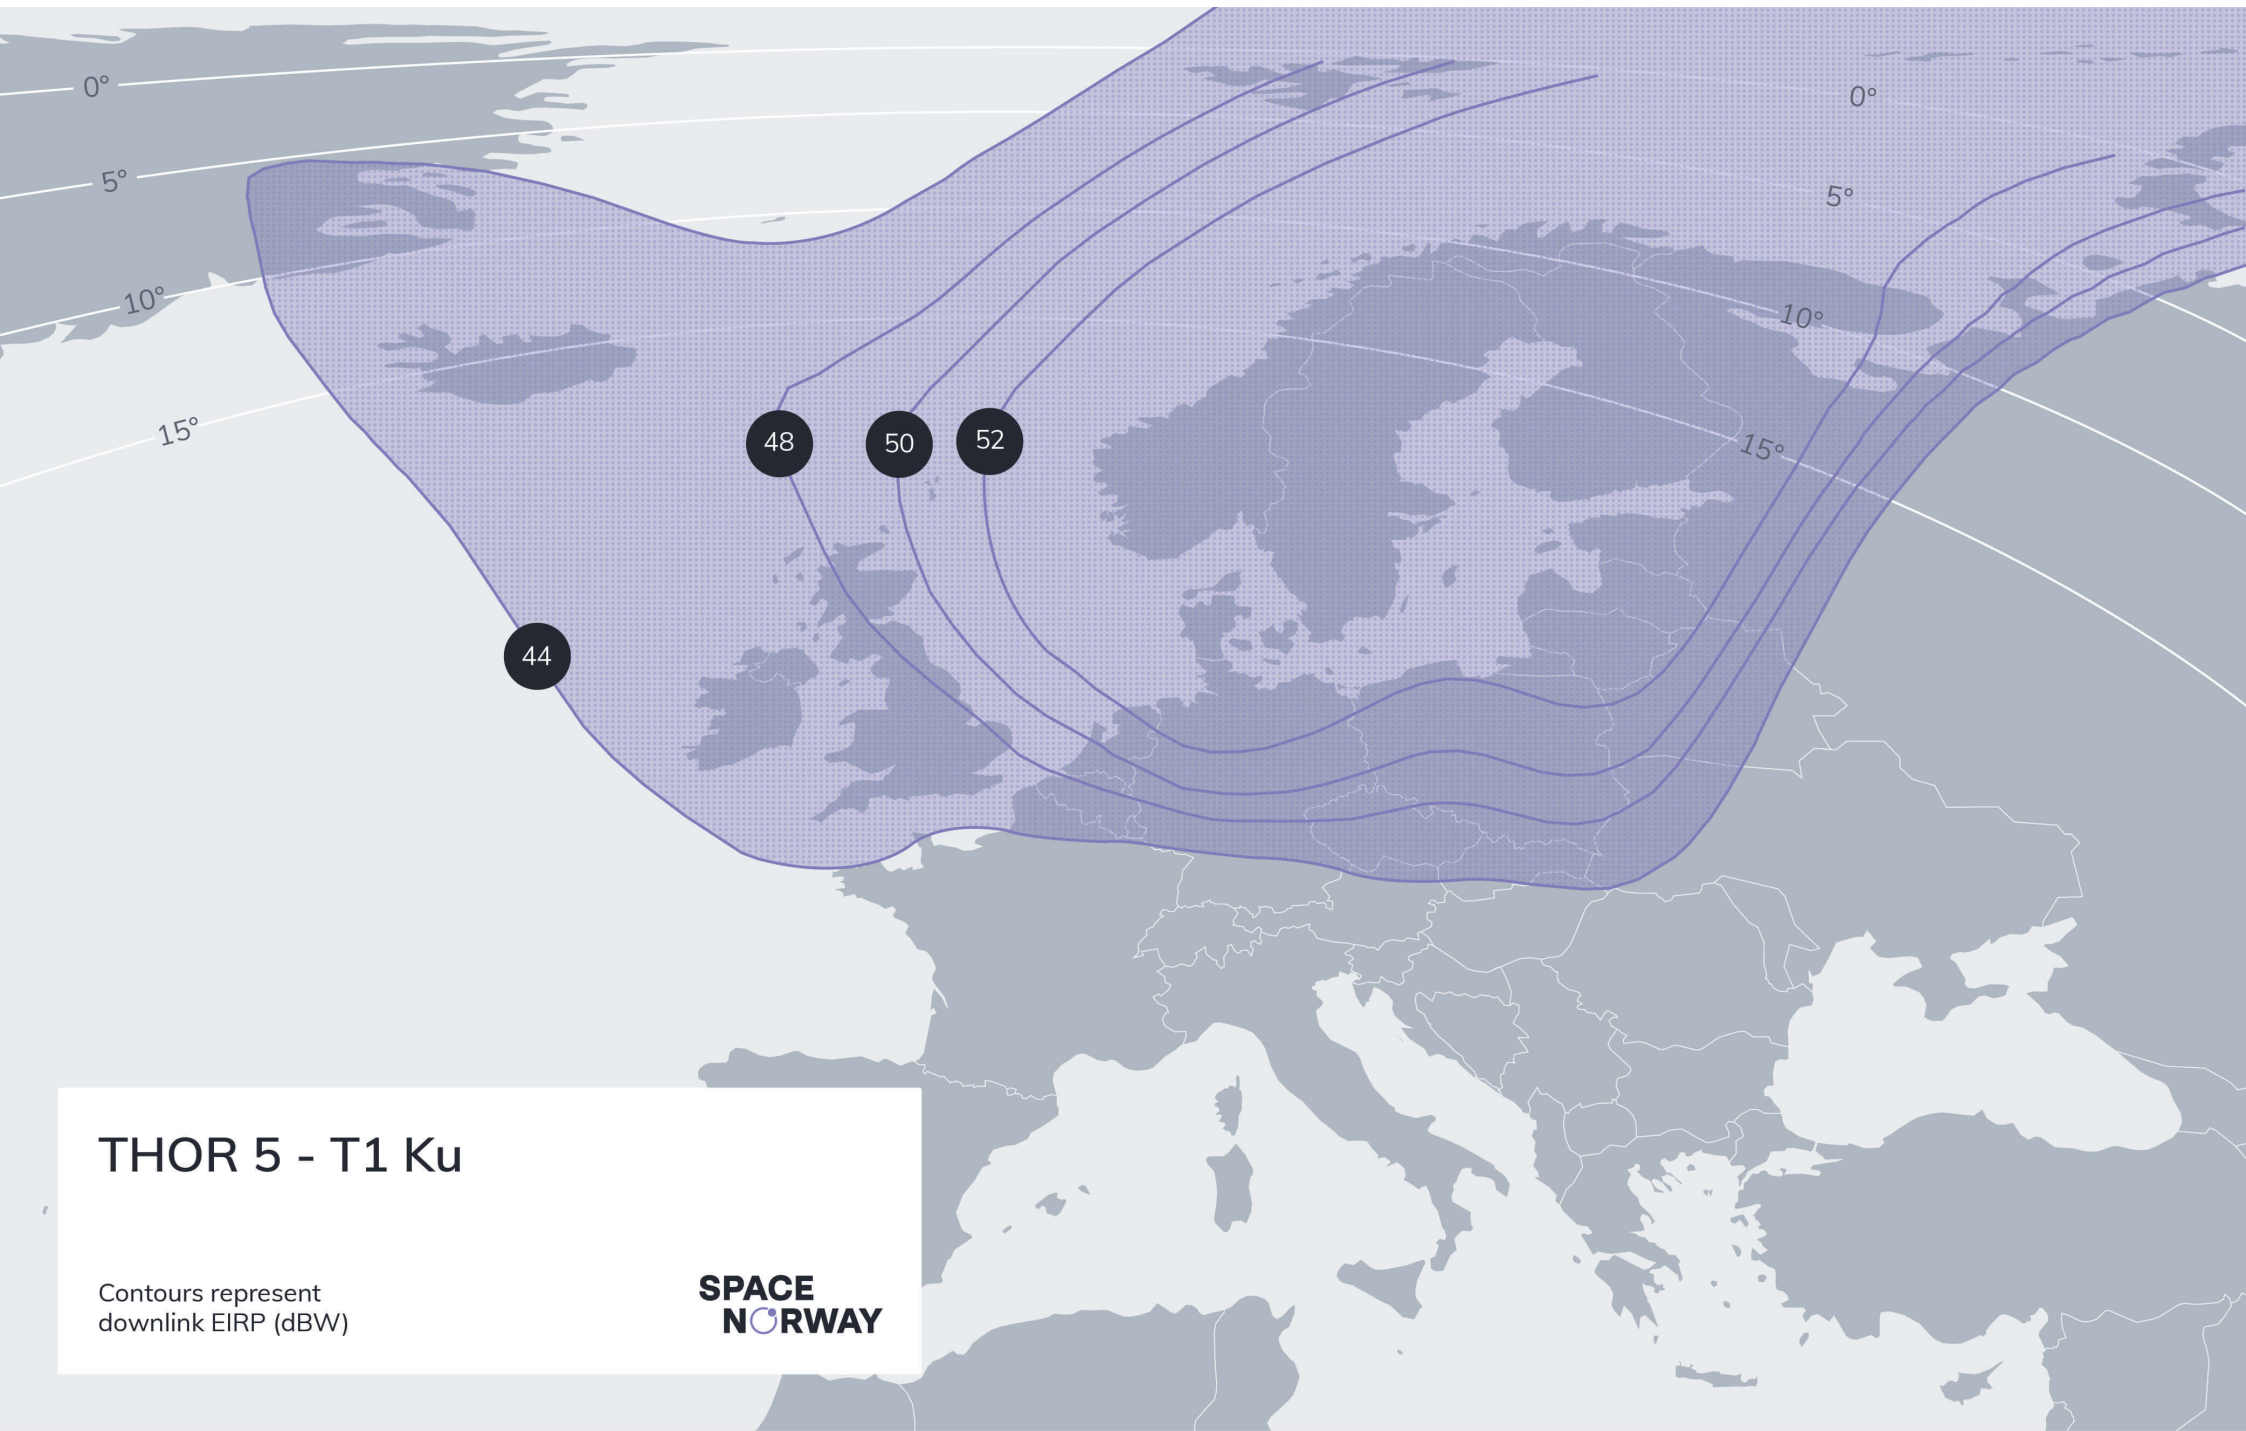 0°
0°
5°
5°
10°
10°
15°
15°
48
50
52
44
THOR 5 - T1 Ku
Contours represent
downlink EIRP (dBW)
SPACE
NORWAY